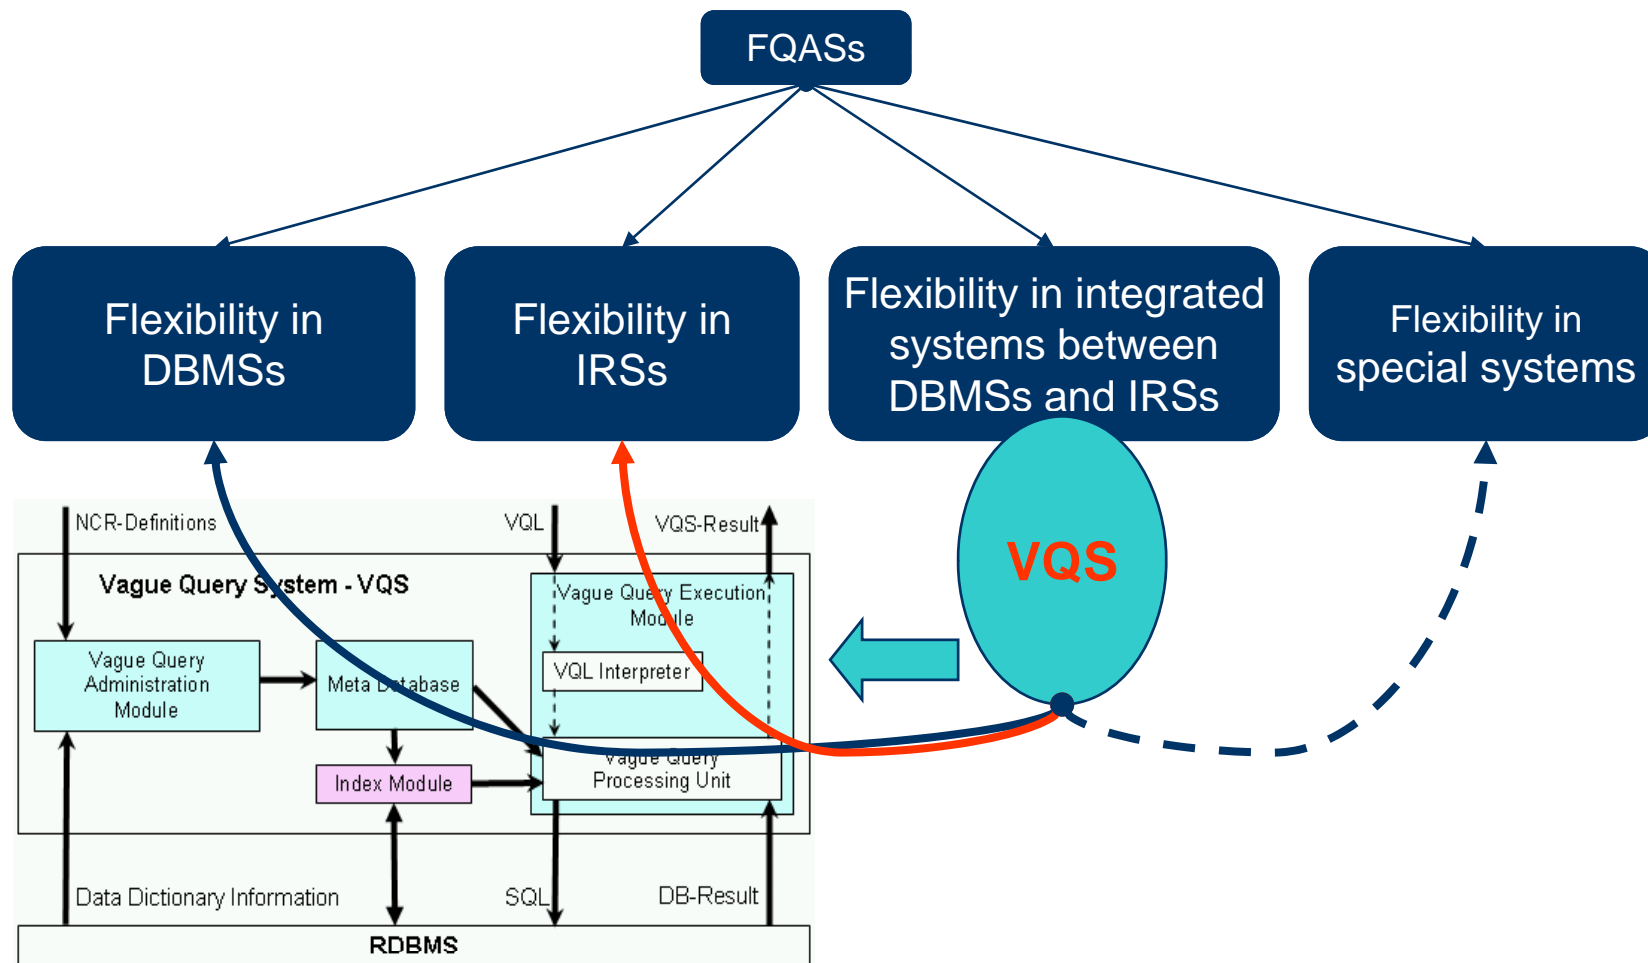 FQASs
Flexibility in
DBMSs
Flexibility in
IRSs
Flexibility in integrated
systems between
DBMSs and IRSs
Flexibility in
special systems
VQS
NCR-Definitions
VQL
VQS-Result
Vague Query System - VQS
Vague Query Execution
Module
Vague Query
Administration
Module
Meta Database
VQL Interpreter
Index Module
Vague Query
Processing Unit
Data Dictionary Information
SQL
DB-Result
RDBMS